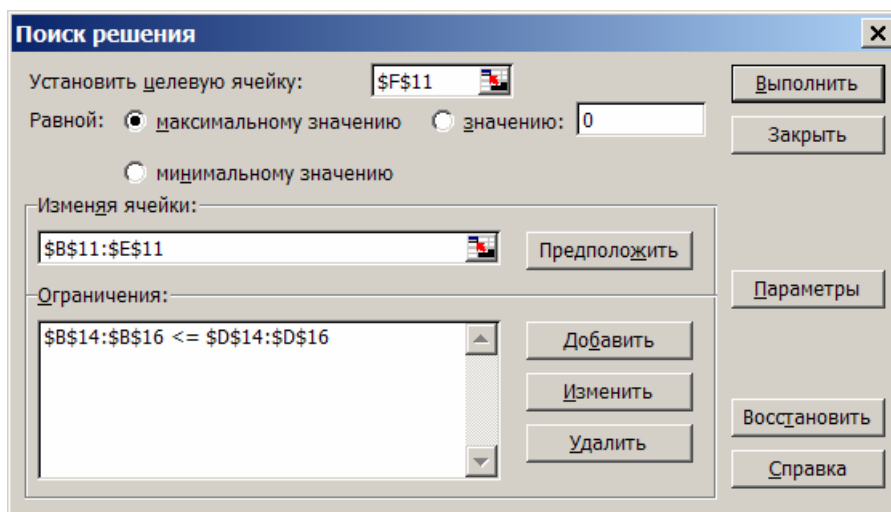 Поиск решения
Установить целевую ячейку: $F$11
Выполнить
Равной: максимальному значению значению: 0
Закрыть
минимальному значению
Изменяя ячейки:
$B$11:$E$11
Предположить
Ограничения:
Параметры
$B$14:$B$16 <= $D$14:$D$16
Добавить
Изменить
Восстановить
Удалить
Справка